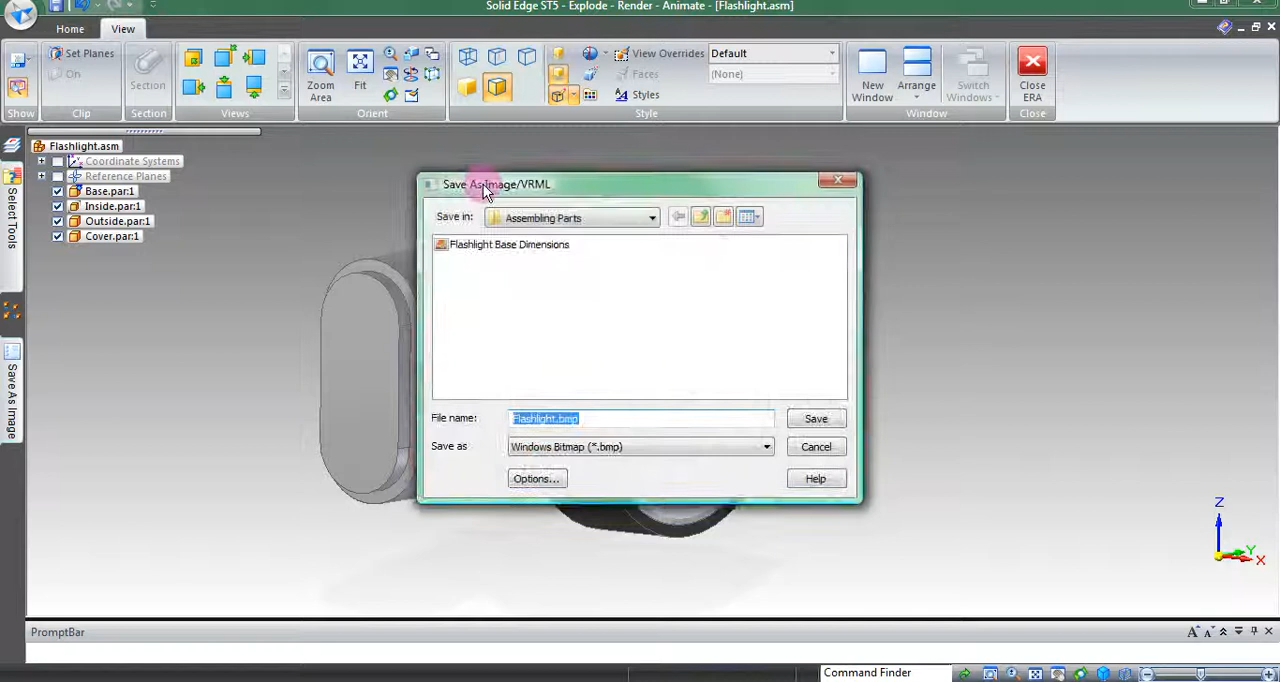 Solid Edge ST5 - Explode - Render - Animate - [Flashlight.asm]
Home View
Set Planes
On
Section
Zoom Area
Fit
View Overrides Default
Faces (None)
Styles
New Window
Arrange
Switch Windows
Close ERA
Show Clip Section Views Orient Style Window Close
Flashlight.asm
Coordinate Systems
Reference Planes
Base.par:1
Inside.par:1
Outside.par:1
Cover.par:1
Select Tools
Save As Image
Save As Image/VRML
Save in: Assembling Parts
Flashlight Base Dimensions
File name: Flashlight.bmp Save
Save as Windows Bitmap (*.bmp) Cancel
Options... Help
Z
Y
X
PromptBar
Command Finder